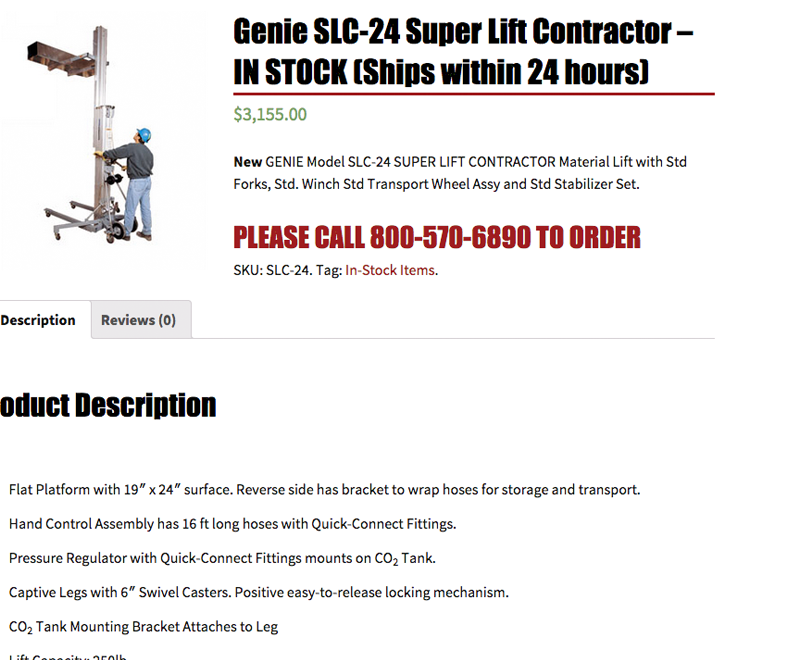 Genie SLC-24 Super Lift Contractor –
IN STOCK (Ships within 24 hours)
$3,155.00
New GENIE Model SLC-24 SUPER LIFT CONTRACTOR Material Lift with Std
Forks, Std. Winch Std Transport Wheel Assy and Std Stabilizer Set.
PLEASE CALL 800-570-6890 TO ORDER
SKU: SLC-24. Tag: In-Stock Items.
Description Reviews (0)
oduct Description
Flat Platform with 19″ x 24″ surface. Reverse side has bracket to wrap hoses for storage and transport.
Hand Control Assembly has 16 ft long hoses with Quick-Connect Fittings.
Pressure Regulator with Quick-Connect Fittings mounts on CO₂ Tank.
Captive Legs with 6″ Swivel Casters. Positive easy-to-release locking mechanism.
CO₂ Tank Mounting Bracket Attaches to Leg
Lift Capacity: 350lb